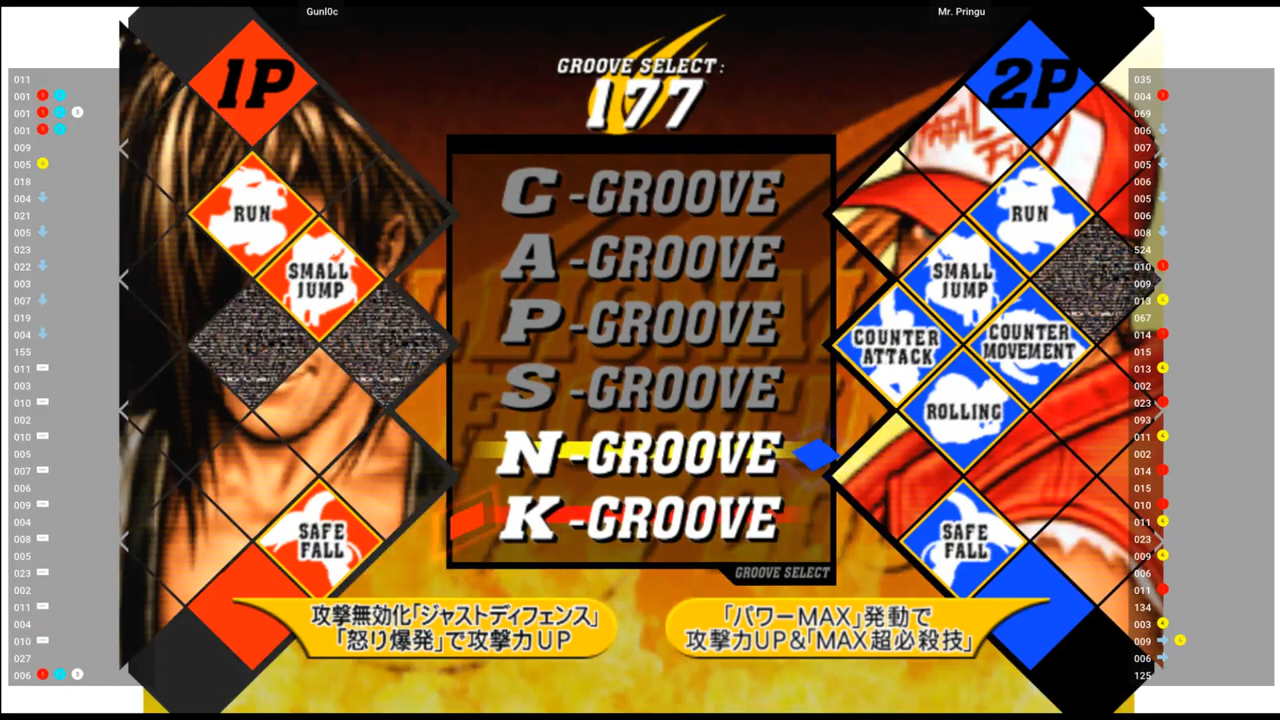 Gunl0c
Mr. Pringu
1P
2P
GROOVE SELECT:
177
FATAL
FURY
C-GROOVE
A-GROOVE
P-GROOVE
S-GROOVE
N-GROOVE
K-GROOVE
GROOVE SELECT
RUN
SMALL
JUMP
SAFE
FALL
RUN
SMALL
JUMP
COUNTER
ATTACK
COUNTER
MOVEMENT
ROLLING
SAFE
FALL
攻撃無効化「ジャストディフェンス」
「怒り爆発」で攻撃力UP
「パワーMAX」発動で
攻撃力UP&「MAX超必殺技」
011
001
001
001
009
005
018
004
021
005
023
022
003
007
019
004
155
011
003
010
002
010
005
007
006
009
004
008
005
023
002
011
004
010
027
006
035
004
069
006
007
005
006
005
006
008
524
010
009
013
067
014
015
013
002
023
093
011
002
014
015
010
011
023
009
006
011
134
003
009
006
125